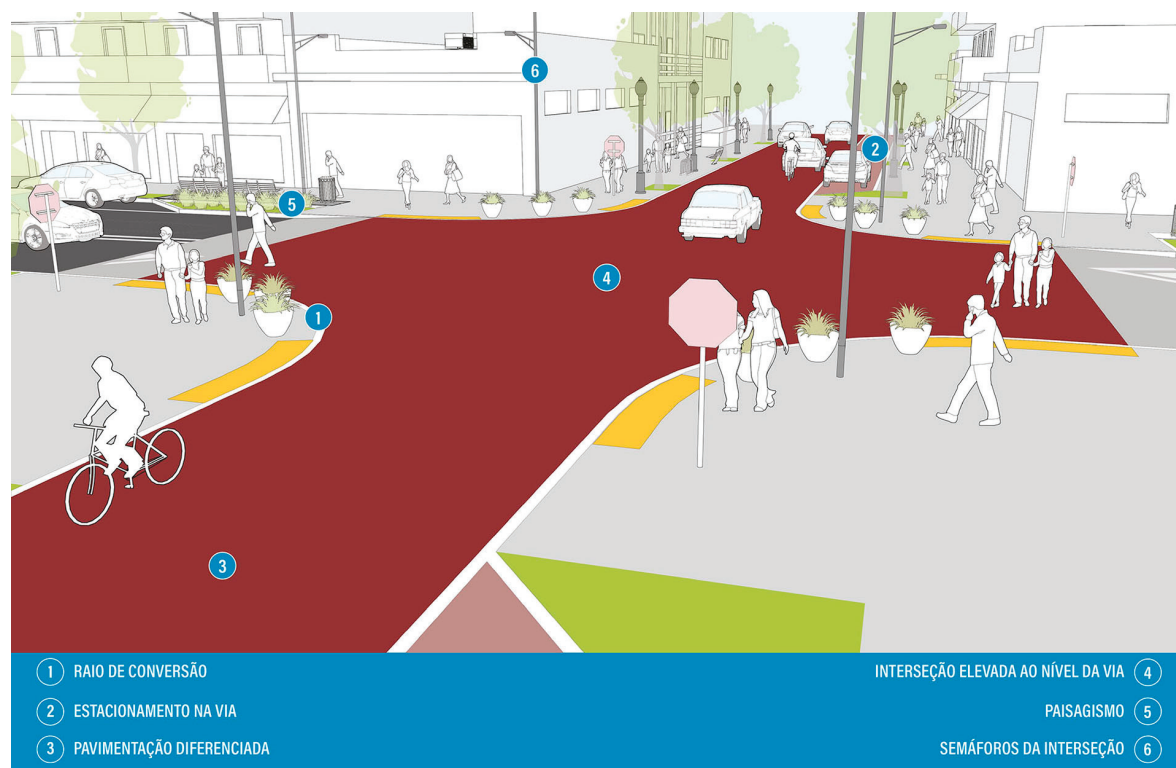 6
2
5
4
1
3
1 RAIO DE CONVERSÃO
2 ESTACIONAMENTO NA VIA
3 PAVIMENTAÇÃO DIFERENCIADA
INTERSEÇÃO ELEVADA AO NÍVEL DA VIA 4
PAISAGISMO 5
SEMÁFOROS DA INTERSEÇÃO 6